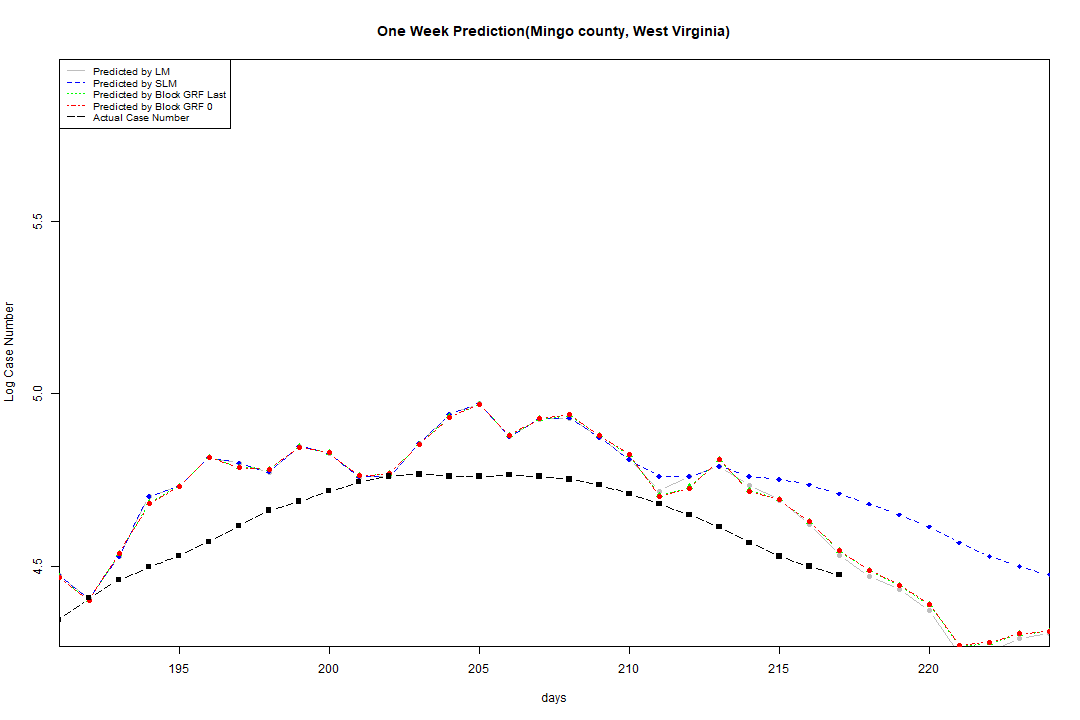 One Week Prediction(Mingo county, West Virginia)
Predicted by LM
Predicted by SLM
Predicted by Block GRF Last
Predicted by Block GRF 0
Actual Case Number
5.5
5.0
4.5
Log Case Number
195 200 205 210 215 220
days